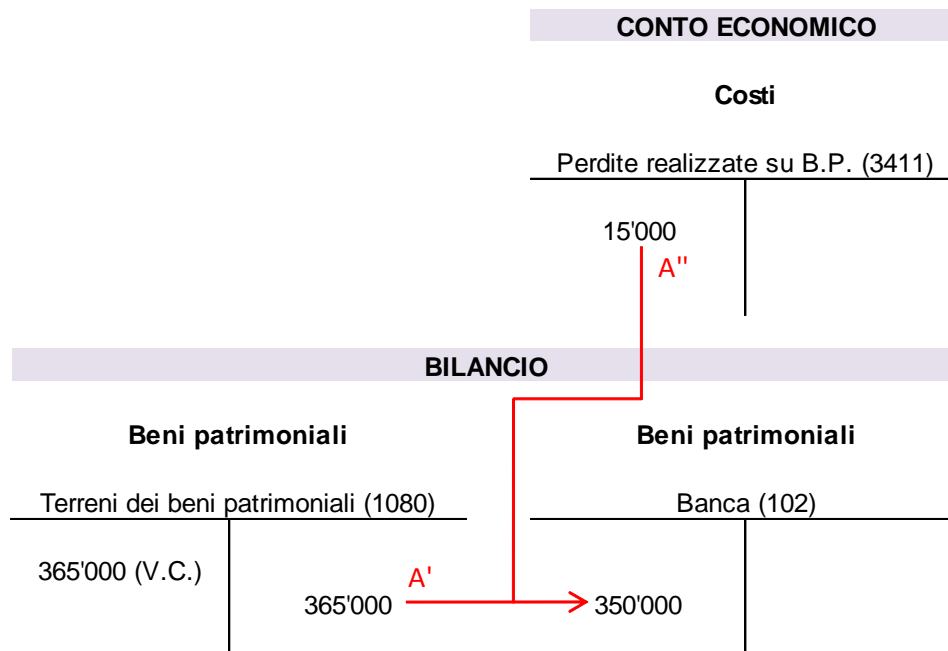 CONTO ECONOMICO
Costi
Perdite realizzate su B.P. (3411)
15'000
A''
BILANCIO
Beni patrimoniali
Beni patrimoniali
Terreni dei beni patrimoniali (1080)
Banca (102)
365'000 (V.C.)
A'
365'000
350'000